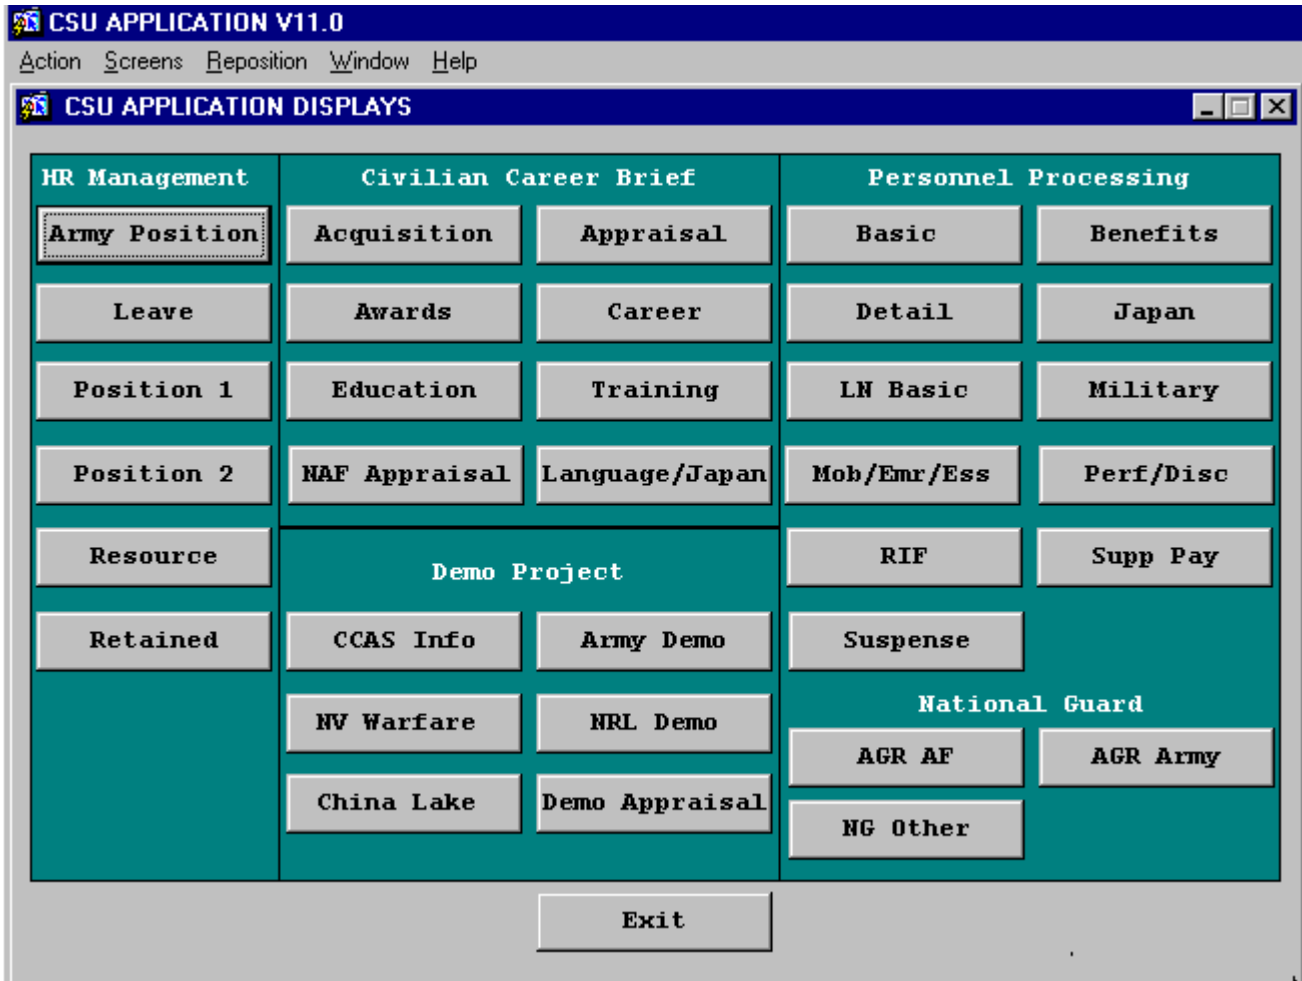 CSU APPLICATION V11.0
Action Screens Reposition Window Help
CSU APPLICATION DISPLAYS
HR Management
Army Position
Leave
Position 1
Position 2
Resource
Retained
Civilian Career Brief
Acquisition Appraisal
Awards Career
Education Training
NAF Appraisal Language/Japan
Demo Project
CCAS Info Army Demo
NV Warfare NRL Demo
China Lake Demo Appraisal
Personnel Processing
Basic Benefits
Detail Japan
LN Basic Military
Mob/Emr/Ess Perf/Disc
RIF Supp Pay
Suspense
National Guard
AGR AF AGR Army
NG Other
Exit